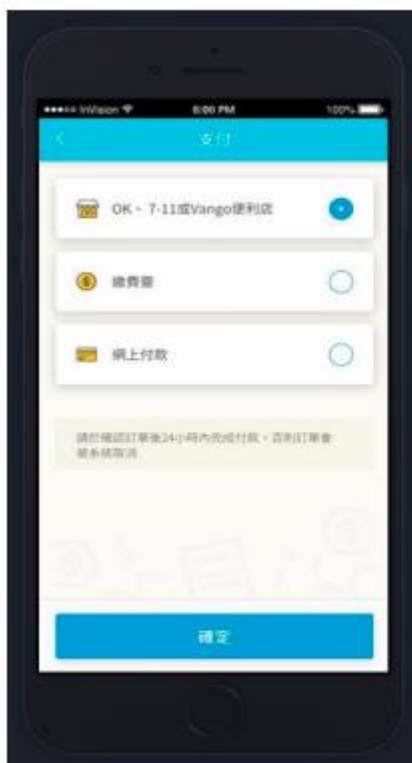 InVision 8:00 PM 100%
支付
OK、7-11或Vango便利店
繳費靈
網上付款
請於確認訂單後24小時內完成付款，否則訂單會
被系統取消
確定